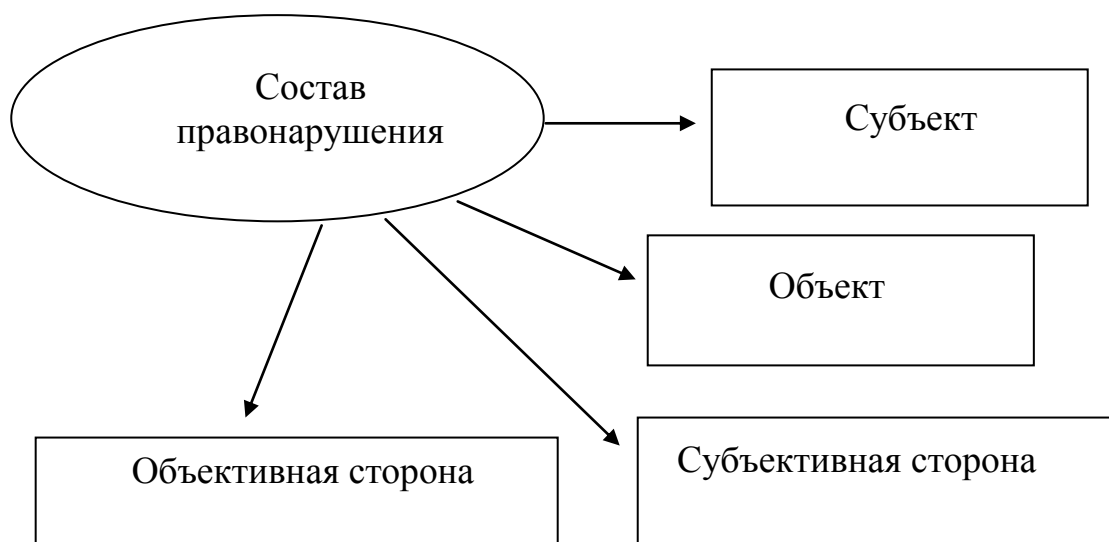 Состав
правонарушения
Субъект
Объект
Объективная сторона
Субъективная сторона